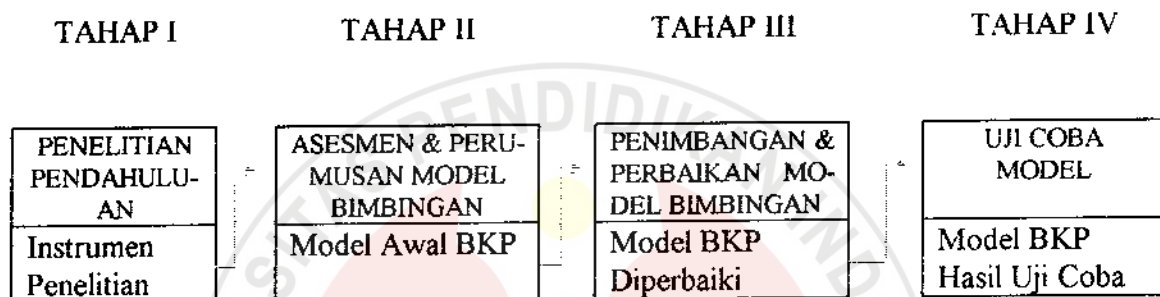 TAHAP I
TAHAP II
TAHAP III
TAHAP IV
PENELITIAN
PENDAHULU-
AN
Instrumen
Penelitian
ASESMEN & PERU-
MUSAN MODEL
BIMBINGAN
Model Awal BKP
PENIMBANGAN &
PERBAIKAN MO-
DEL BIMBINGAN
Model BKP
Diperbaiki
UJI COBA
MODEL
Model BKP
Hasil Uji Coba
PENDIDIKAN